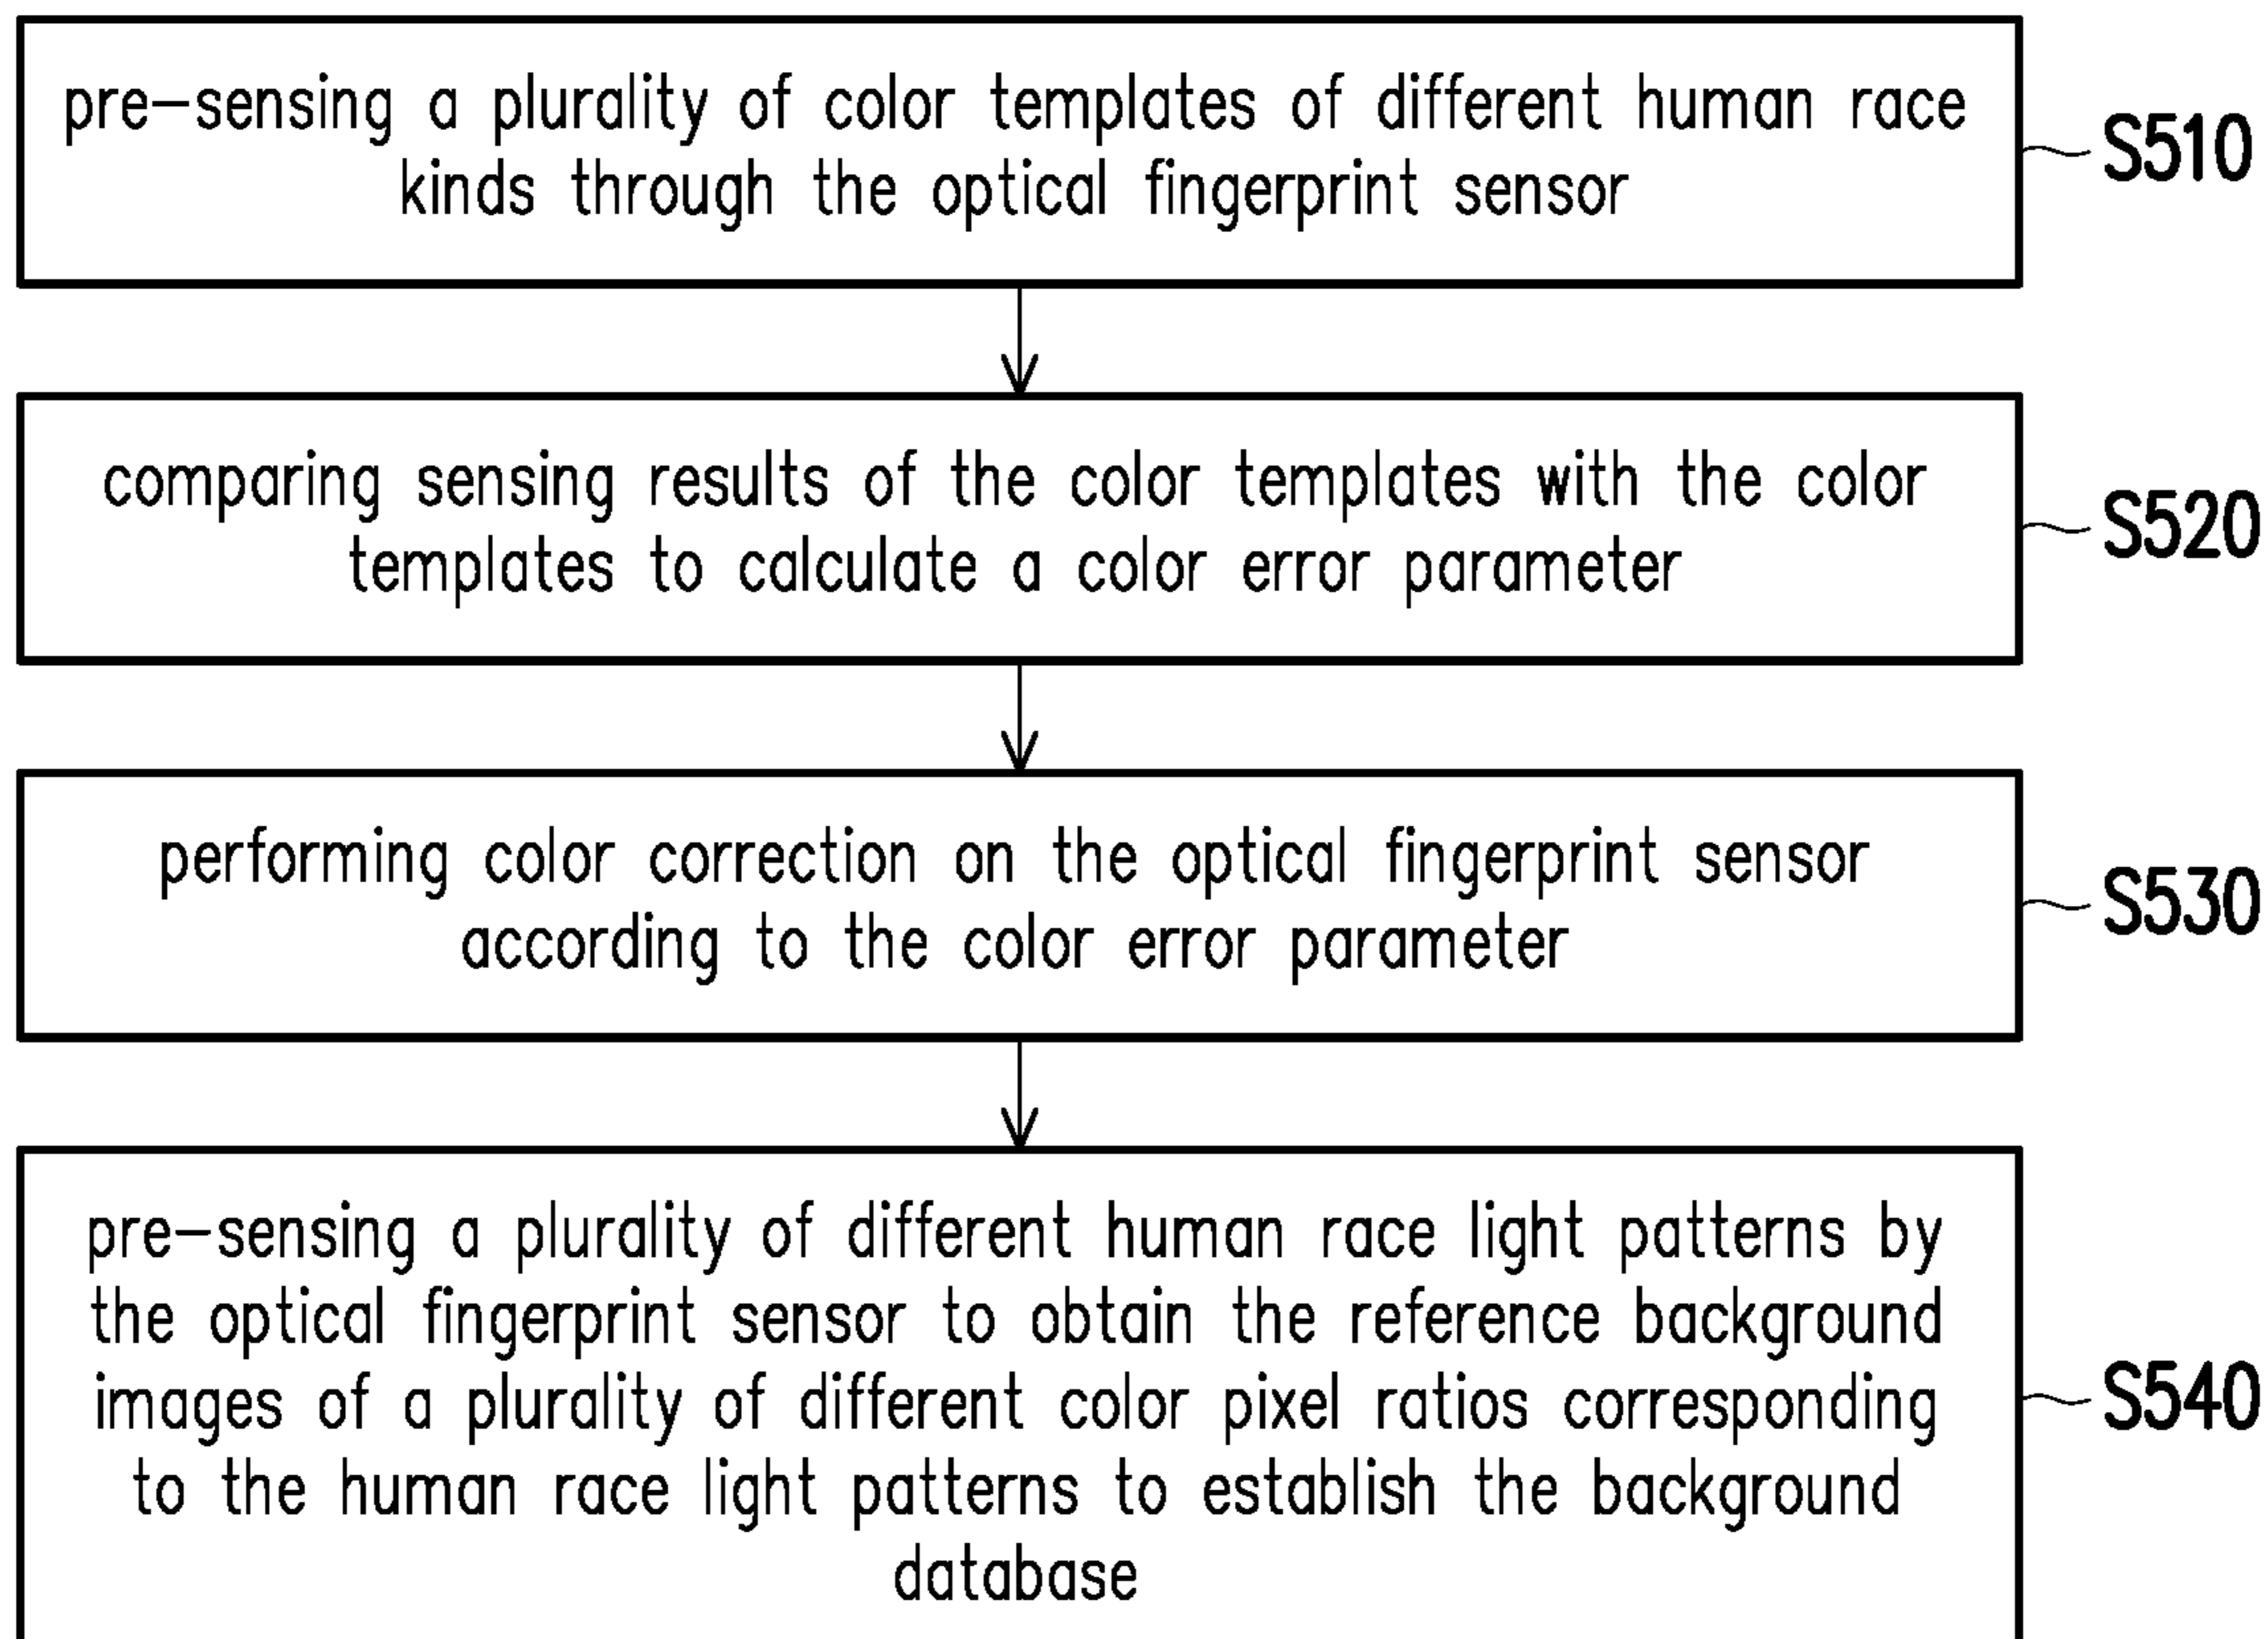 pre-sensing a plurality of color templates of different human race
kinds through the optical fingerprint sensor
S510
comparing sensing results of the color templates with the color
templates to calculate a color error parameter
S520
performing color correction on the optical fingerprint sensor
according to the color error parameter
S530
pre-sensing a plurality of different human race light patterns by
the optical fingerprint sensor to obtain the reference background
images of a plurality of different color pixel ratios corresponding
to the human race light patterns to establish the background
database
S540